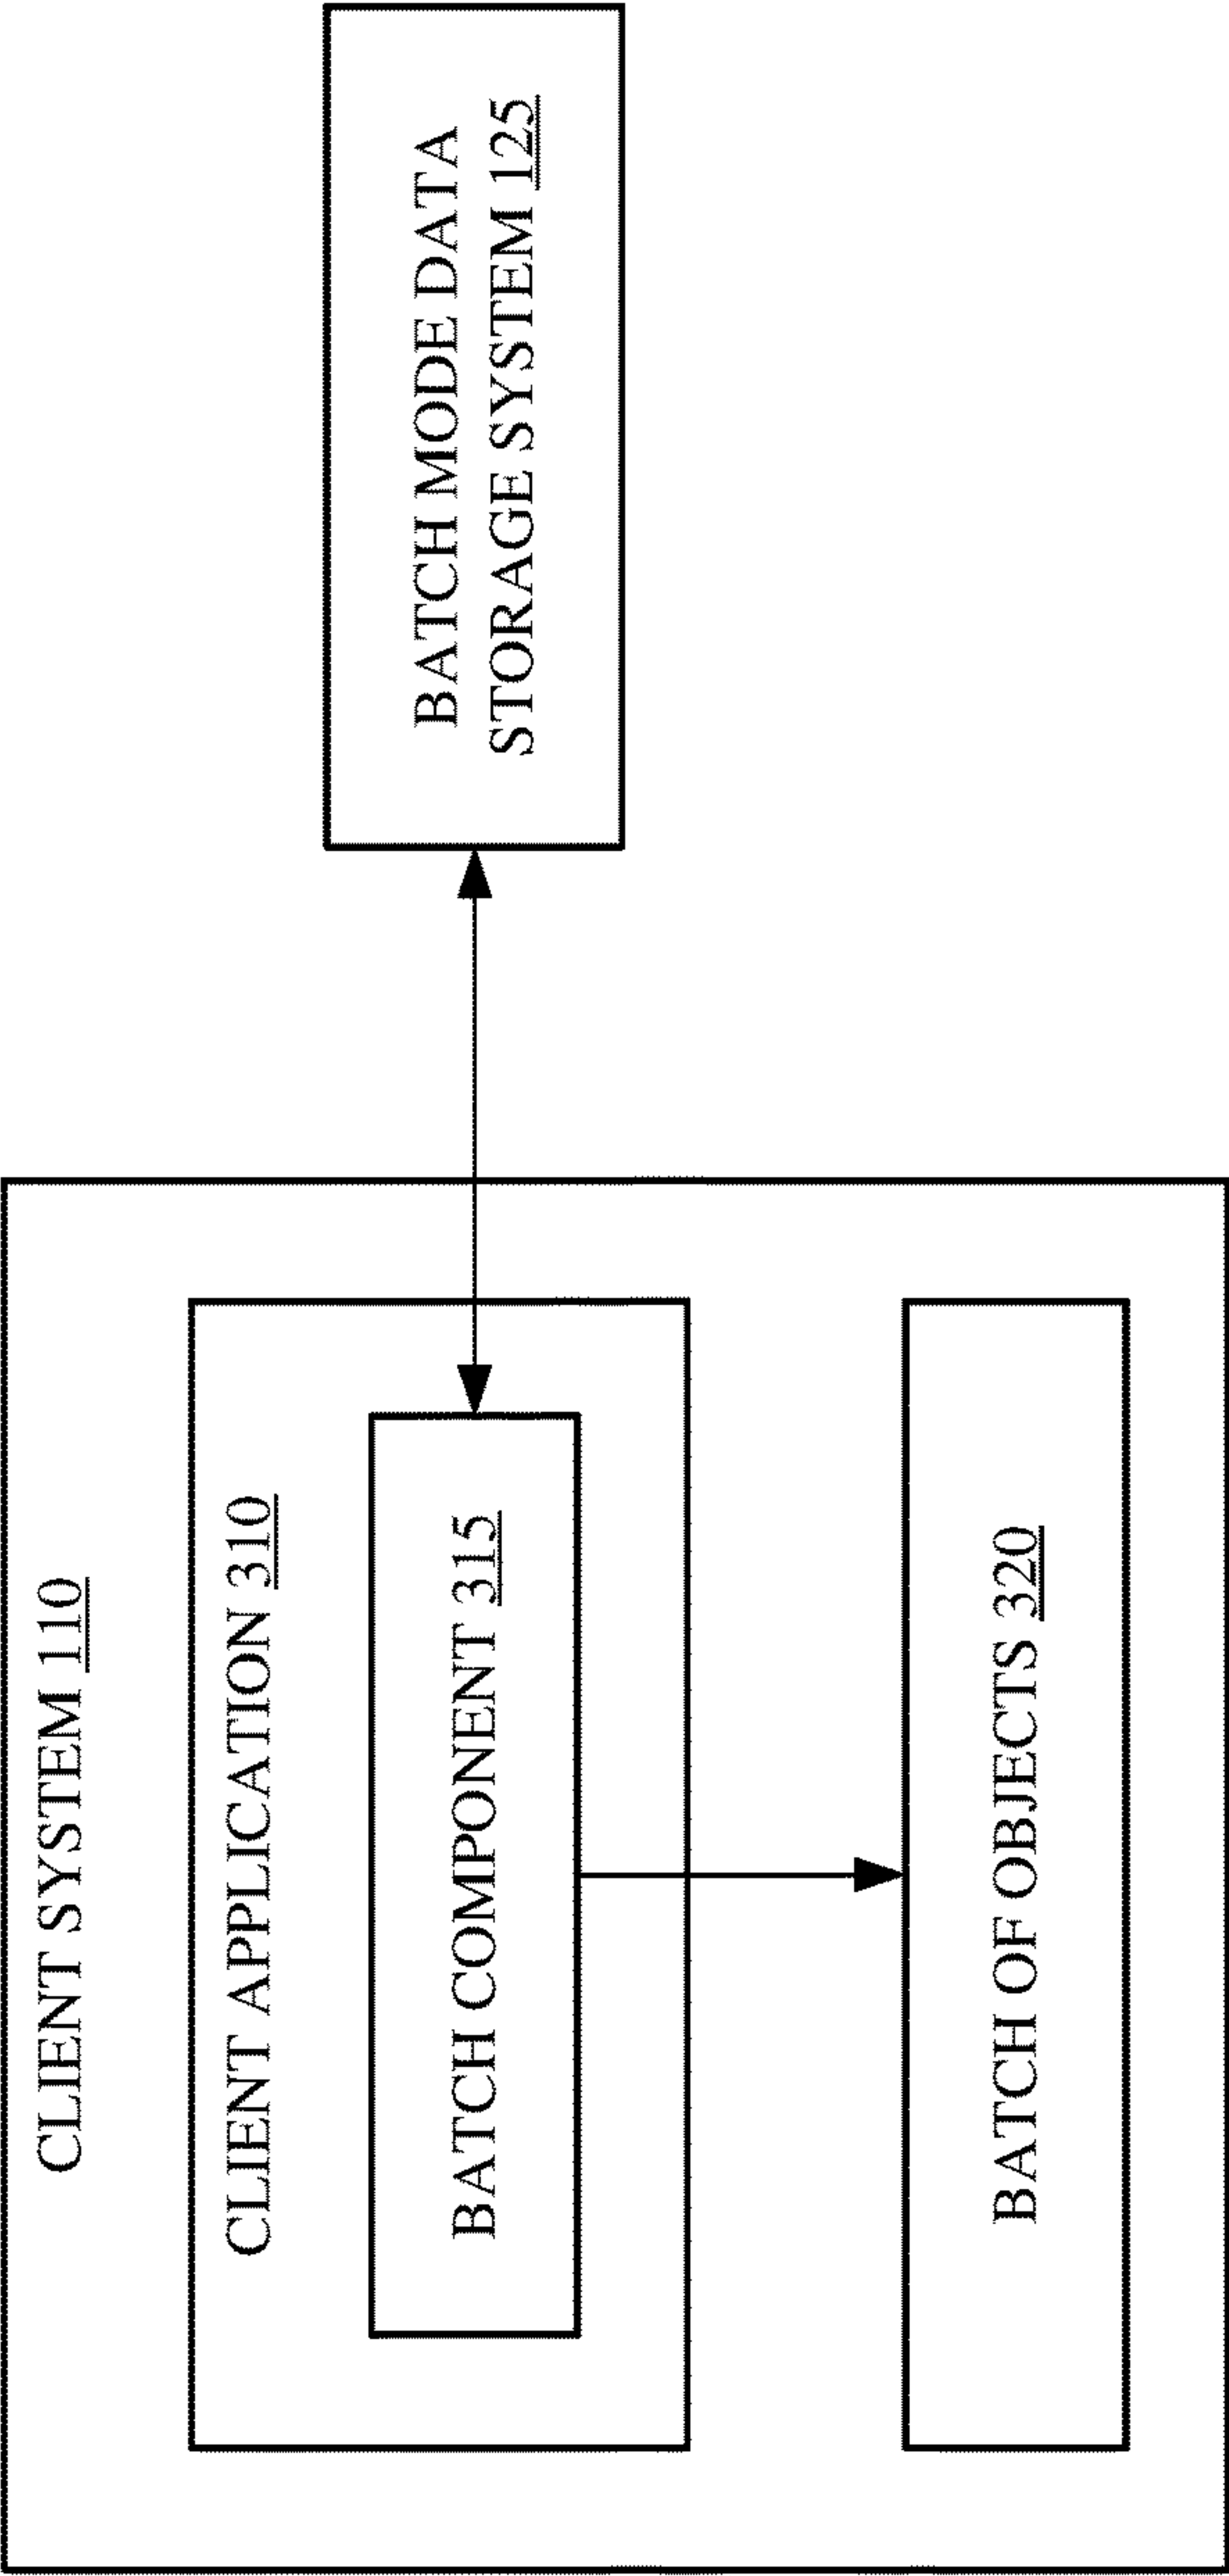 CLIENT SYSTEM 110
CLIENT APPLICATION 310
BATCH COMPONENT 315
BATCH OF OBJECTS 320
BATCH MODE DATA
STORAGE SYSTEM 125